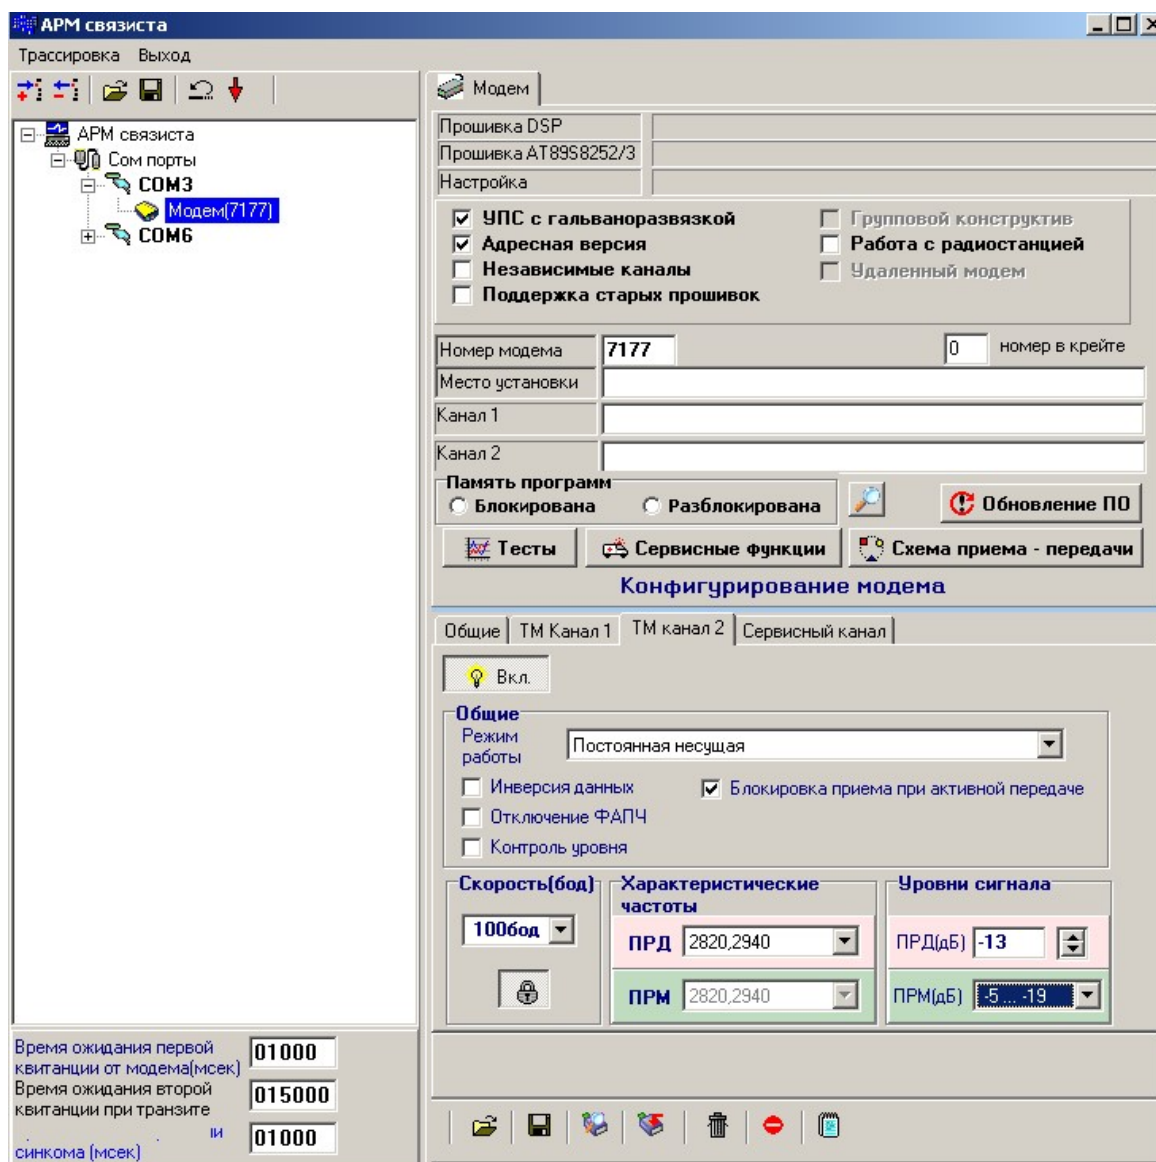 АРМ связиста
Трассировка Выход
АРМ связиста
Сом порты
COM3
Модем(7177)
COM6
Модем
Прошивка DSP
Прошивка AT89S8252/3
Настройка
УПС с гальваноразвязкой
Групповой конструктив
Адресная версия
Работа с радиостанцией
Независимые каналы
Удаленный модем
Поддержка старых прошивок
Номер модема 7177 0 номер в крейте
Место установки
Канал 1
Канал 2
Память программ
Блокирована Разблокирована
Обновление ПО
Тесты Сервисные функции Схема приема - передачи
Конфигурирование модема
Общие ТМ Канал 1 ТМ канал 2 Сервисный канал
Вкл.
Общие
Режим
работы
Постоянная несущая
Инверсия данных Блокировка приема при активной передаче
Отключение ФАПЧ
Контроль уровня
Скорость(бод)
100бод
Характеристические
частоты
ПРД 2820,2940
ПРМ 2820,2940
Уровни сигнала
ПРД(дБ) -13
ПРМ(дБ) -5 ... -19
Время ожидания первой
квитанции от модема(мсек)
01000
Время ожидания второй
квитанции при транзите
015000
синкома (мсек)
01000